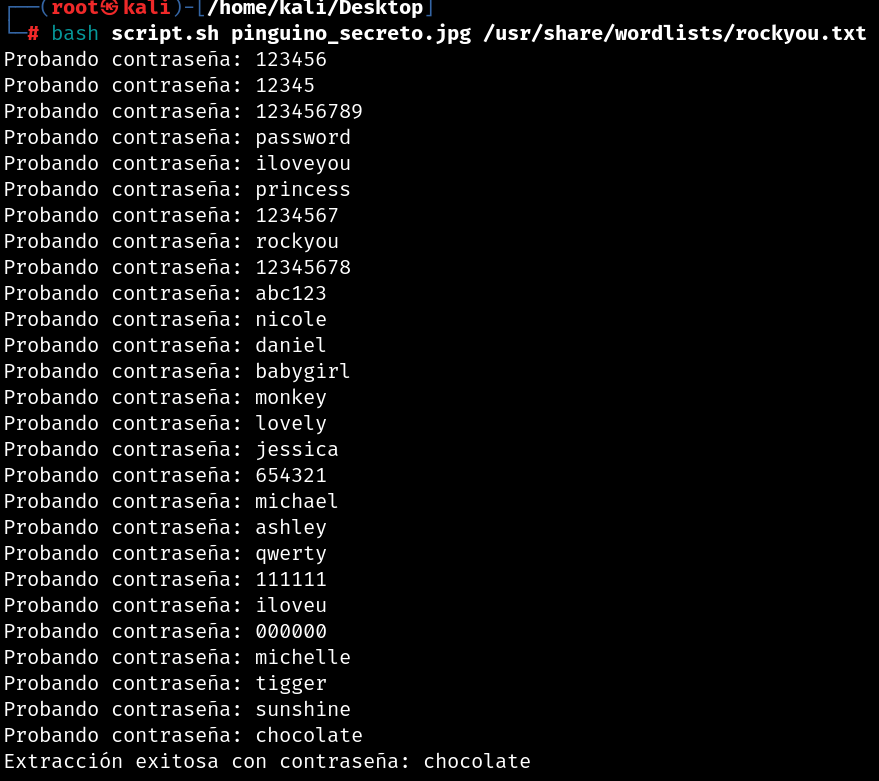 ┌──(root㉿kali)-[/home/kali/Desktop]
└─# bash script.sh pinguino_secreto.jpg /usr/share/wordlists/rockyou.txt
Probando contraseña: 123456
Probando contraseña: 12345
Probando contraseña: 123456789
Probando contraseña: password
Probando contraseña: iloveyou
Probando contraseña: princess
Probando contraseña: 1234567
Probando contraseña: rockyou
Probando contraseña: 12345678
Probando contraseña: abc123
Probando contraseña: nicole
Probando contraseña: daniel
Probando contraseña: babygirl
Probando contraseña: monkey
Probando contraseña: lovely
Probando contraseña: jessica
Probando contraseña: 654321
Probando contraseña: michael
Probando contraseña: ashley
Probando contraseña: qwerty
Probando contraseña: 111111
Probando contraseña: iloveu
Probando contraseña: 000000
Probando contraseña: michelle
Probando contraseña: tigger
Probando contraseña: sunshine
Probando contraseña: chocolate
Extracción exitosa con contraseña: chocolate